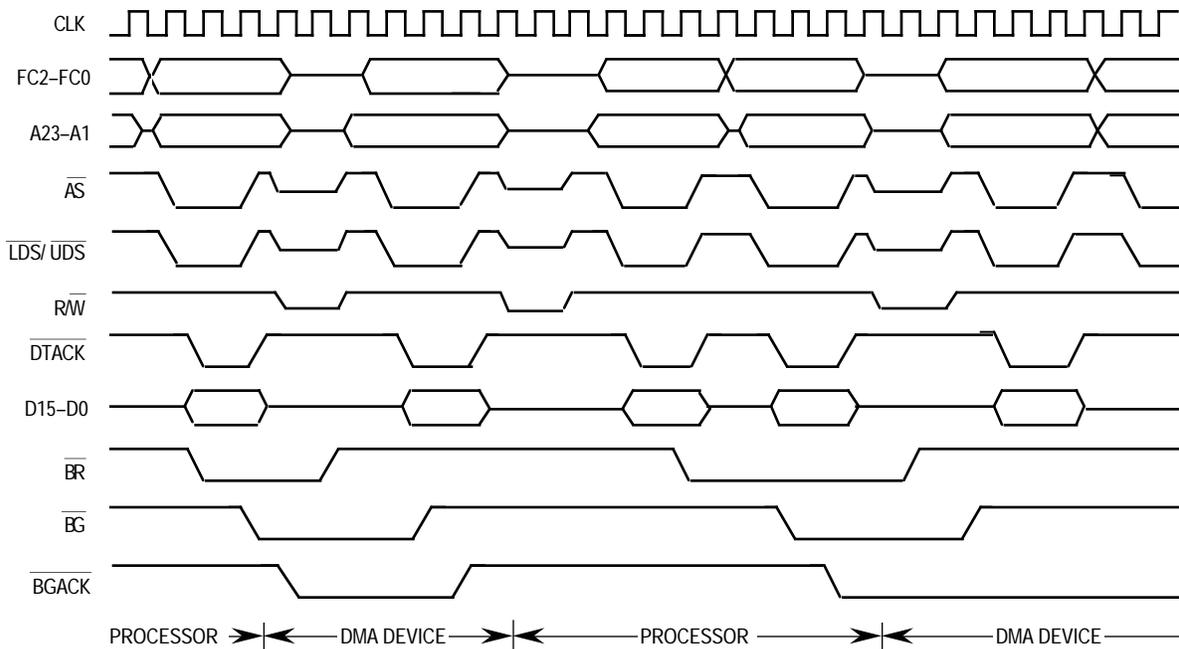 CLK
FC2–FC0
A23–A1
AS
LDS/ UDS
R/W
DTACK
D15–D0
BR
BG
BGACK
PROCESSOR DMA DEVICE PROCESSOR DMA DEVICE